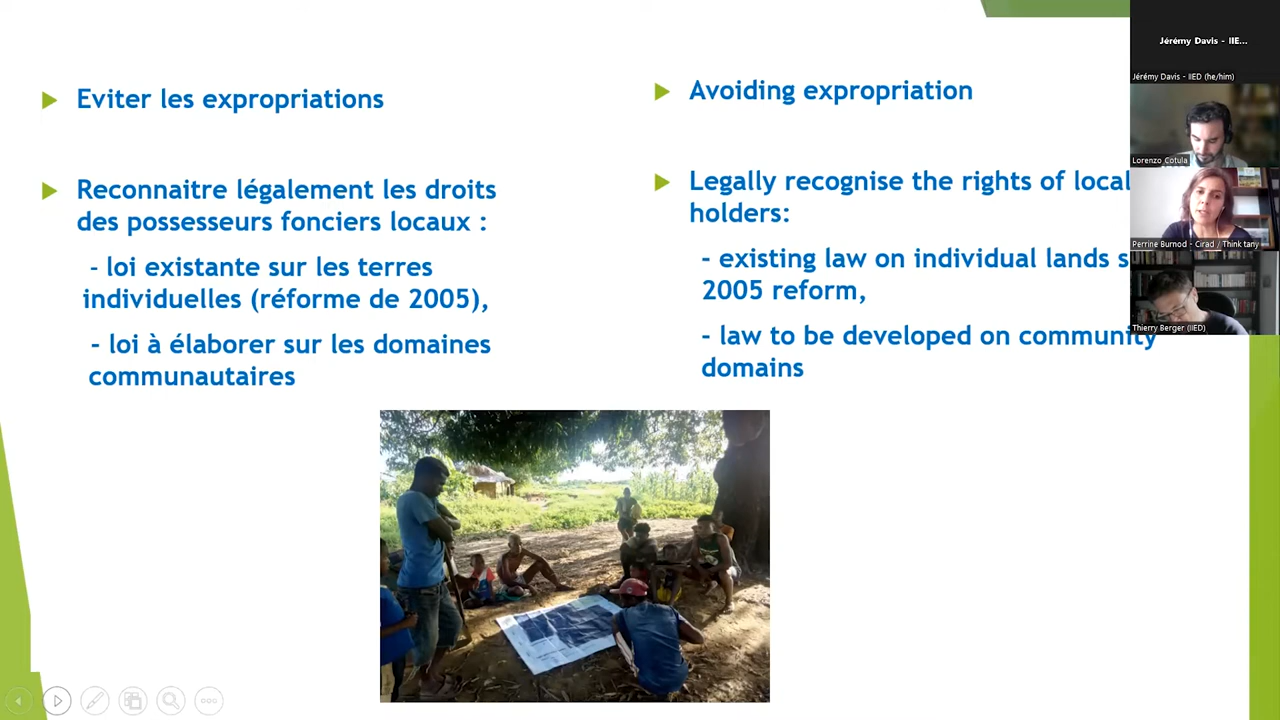 Eviter les expropriations
Reconnaitre légalement les droits
des possesseurs fonciers locaux :
- loi existante sur les terres
individuelles (réforme de 2005),
- loi à élaborer sur les domaines
communautaires
Avoiding expropriation
Legally recognise the rights of local
holders:
- existing law on individual lands
2005 reform,
- law to be developed on community
domains
Jérémy Davis - IIE...
Jérémy Davis - IIED (he/him)
Lorenzo Cotula
Perrine Burnod - Cirad / Think tany
Thierry Berger (IIED)